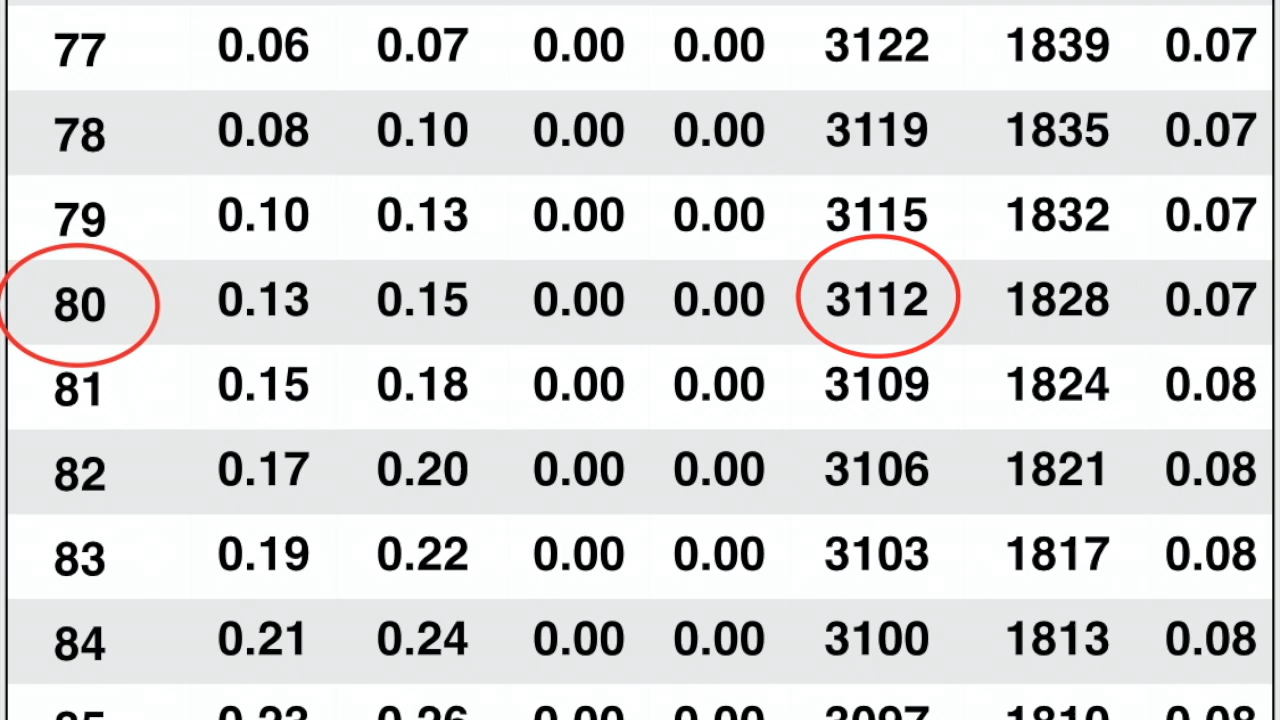 77 0.06 0.07 0.00 0.00 3122 1839 0.07
78 0.08 0.10 0.00 0.00 3119 1835 0.07
79 0.10 0.13 0.00 0.00 3115 1832 0.07
80 0.13 0.15 0.00 0.00 3112 1828 0.07
81 0.15 0.18 0.00 0.00 3109 1824 0.08
82 0.17 0.20 0.00 0.00 3106 1821 0.08
83 0.19 0.22 0.00 0.00 3103 1817 0.08
84 0.21 0.24 0.00 0.00 3100 1813 0.08
85 0.23 0.26 0.00 0.00 3097 1810 0.08